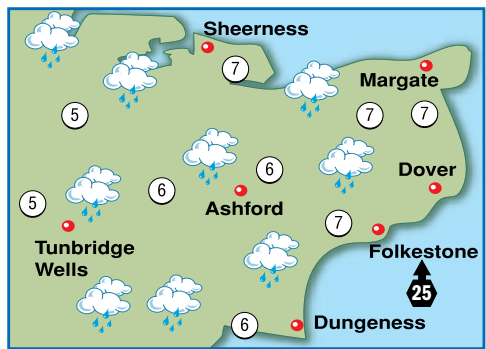 Sheerness
7
Margate
5
7
7
6
Dover
6
5
Ashford
7
Tunbridge
Wells
Folkestone
25
6
Dungeness